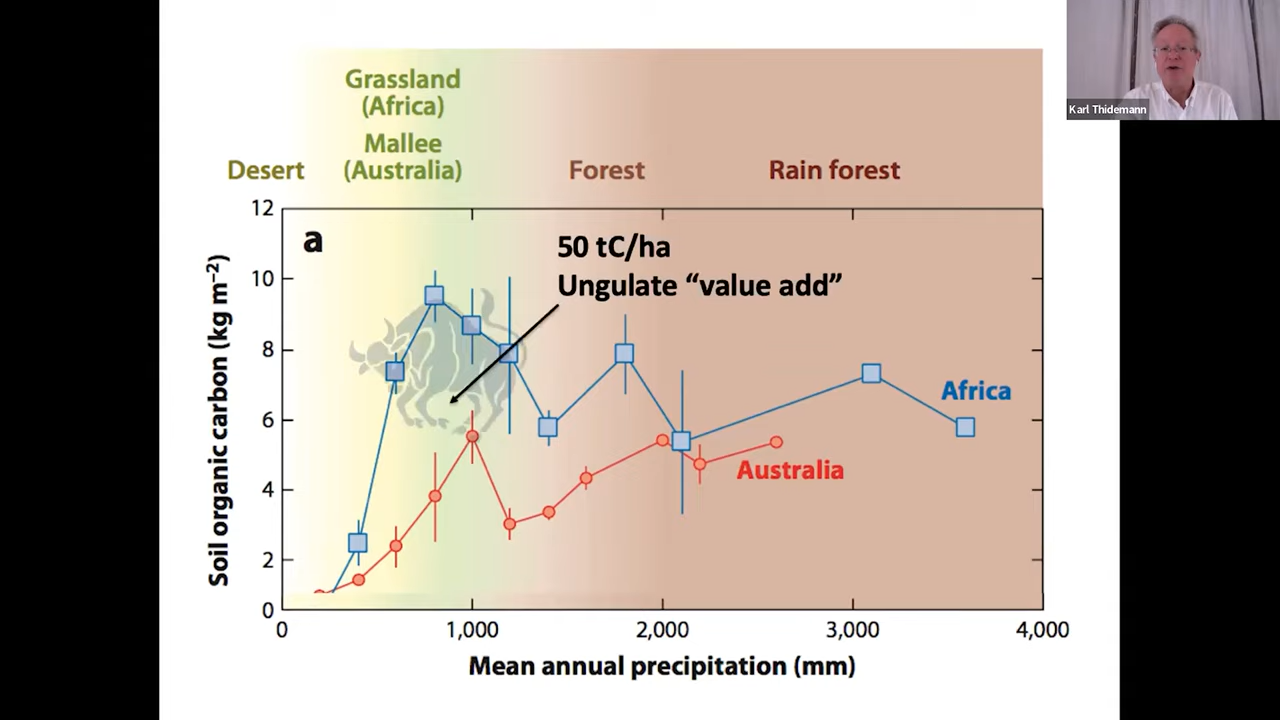 Karl Thidemann
Grassland
(Africa)
Mallee
(Australia)
Desert
Forest
Rain forest
a
50 tC/ha
Ungulate “value add”
Africa
Australia
Soil organic carbon (kg m⁻²)
12
10
8
6
4
2
0
0
1,000
2,000
3,000
4,000
Mean annual precipitation (mm)